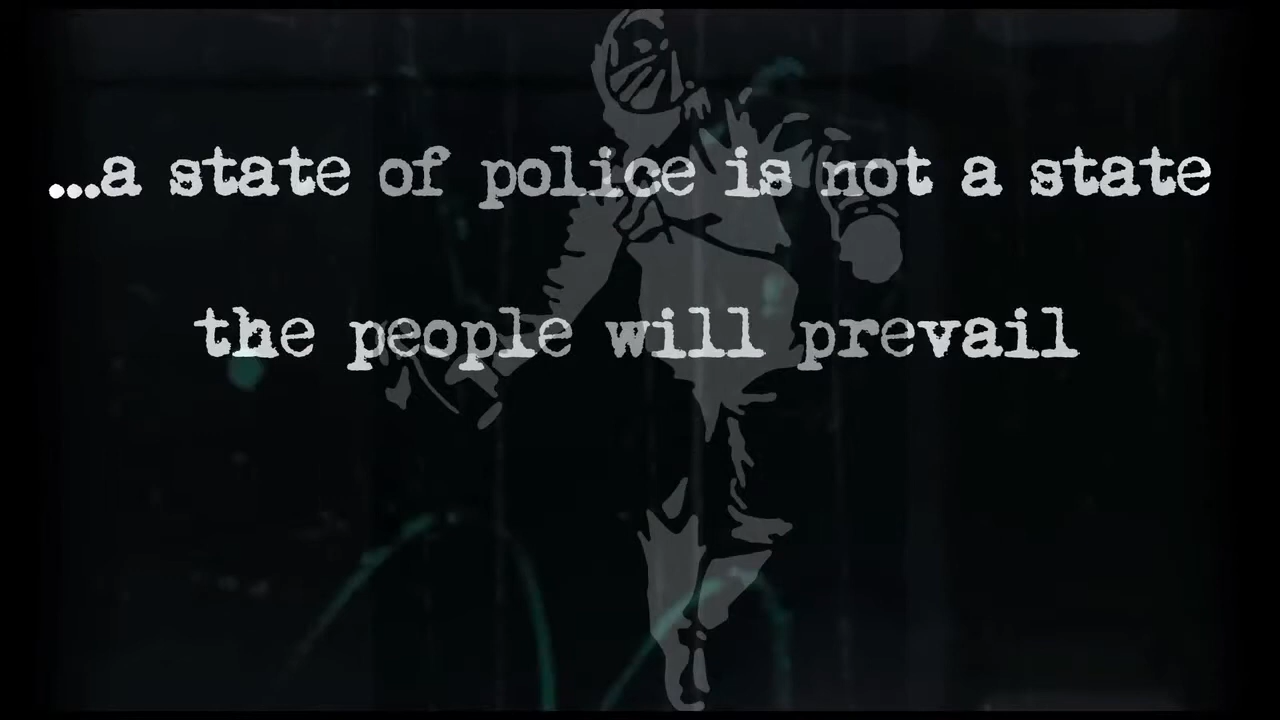 ...a state of police is not a state
the people will prevail